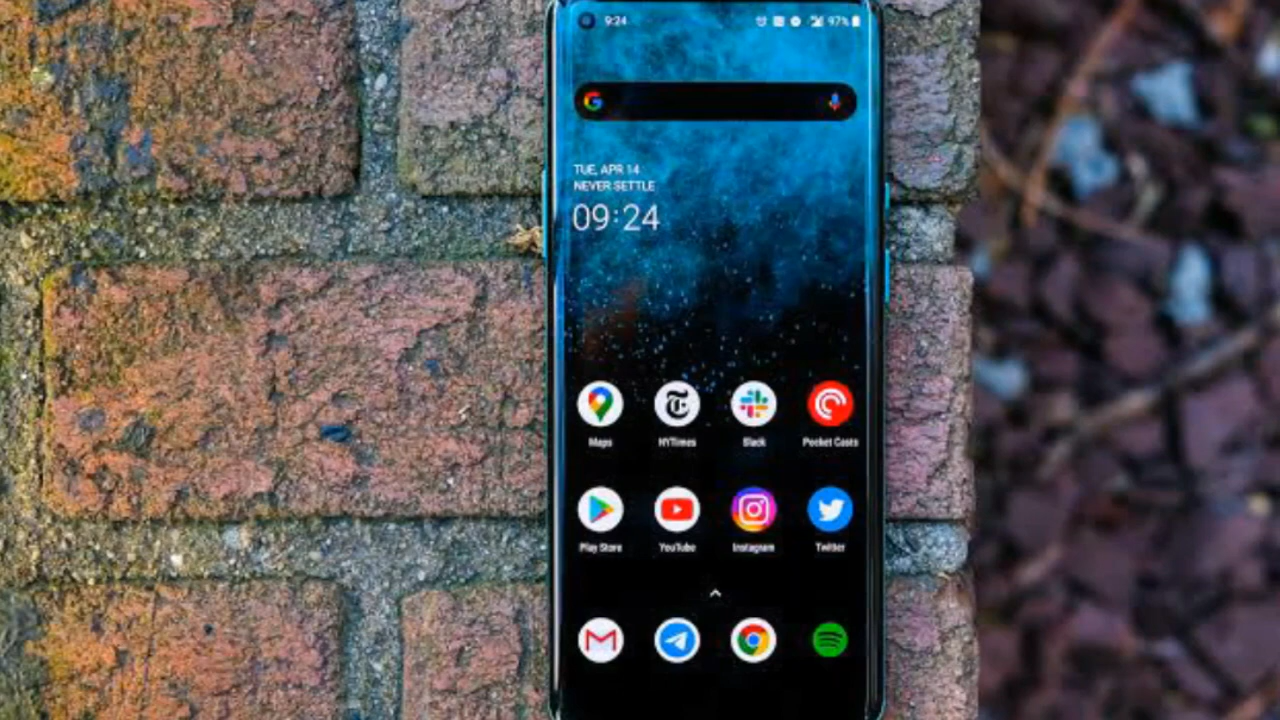 9:24 97%
TUE, APR 14
NEVER SETTLE
09:24
Maps NYTimes Slack Pocket Casts
Play Store YouTube Instagram Twitter